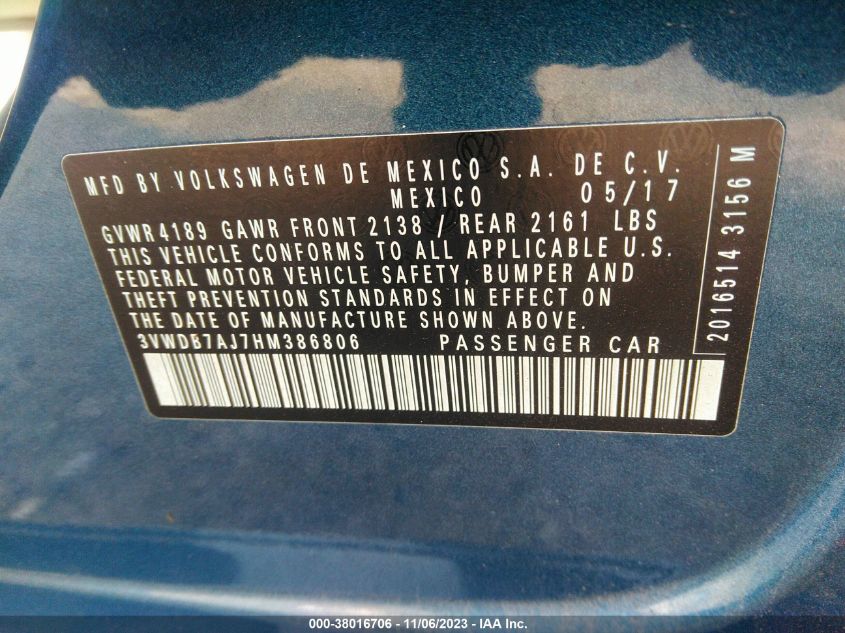 MFD BY VOLKSWAGEN DE MEXICO S.A. DE C.V.
MEXICO 05/17
GVWR 4189 GAWR FRONT 2138 / REAR 2161 LBS
THIS VEHICLE CONFORMS TO ALL APPLICABLE U.S.
FEDERAL MOTOR VEHICLE SAFETY, BUMPER AND
THEFT PREVENTION STANDARDS IN EFFECT ON
THE DATE OF MANUFACTURE SHOWN ABOVE.
3VWDB7AJ7HM386806 PASSENGER CAR
2016514 3156 M
000-38016706 - 11/06/2023 - IAA Inc.